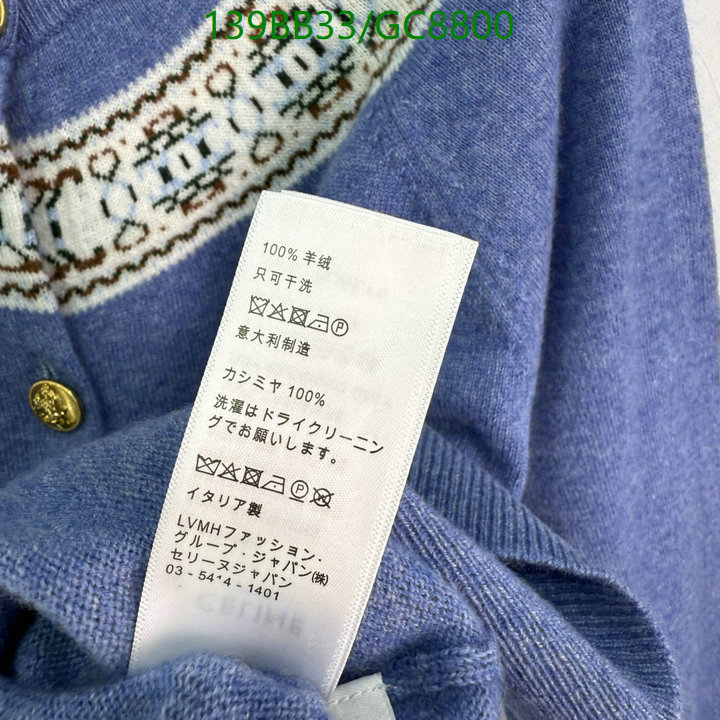 139BB33/GC8800
100% 羊绒
只可干洗
意大利制造
カシミヤ 100%
洗濯はドライクリーニン
グでお願いします。
イタリア製
LVMHファッション・
グループ・ジャパン㈱
セリーヌジャパン
03 - 5414 - 1401
CELINE